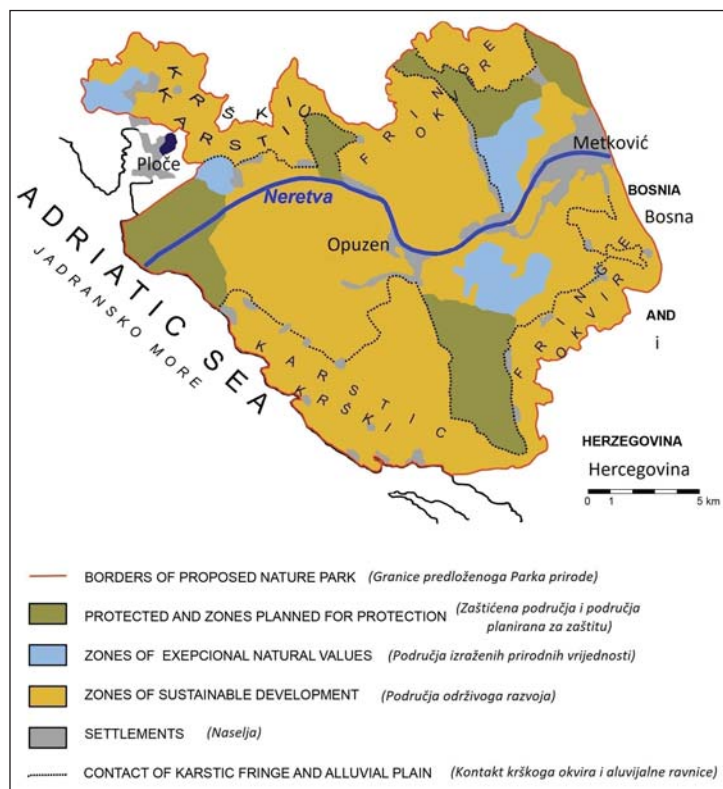 KRŠKI
KARSTIC
FRINGE
OKVIR
Metković
Ploče
BOSNIA
Neretva
Bosna
Opuzen
ADRIATIC SEA
JADRANSKO MORE
FRINGE
OKVIR
AND
i
KARSTIC
KRŠKI
HERZEGOVINA
Hercegovina
0 1 5 km
BORDERS OF PROPOSED NATURE PARK (Granice predloženoga Parka prirode)
PROTECTED AND ZONES PLANNED FOR PROTECTION (Zaštićena područja i područja
planirana za zaštitu)
ZONES OF EXEPCIONAL NATURAL VALUES (Područja izraženih prirodnih vrijednosti)
ZONES OF SUSTAINABLE DEVELOPMENT (Područja održivoga razvoja)
SETTLEMENTS (Naselja)
CONTACT OF KARSTIC FRINGE AND ALLUVIAL PLAIN (Kontakt krškoga okvira i aluvijalne ravnice)